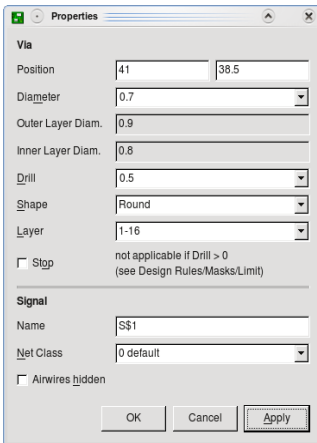 Properties
Via
Position 41 38.5
Diameter 0.7
Outer Layer Diam. 0.9
Inner Layer Diam. 0.8
Drill 0.5
Shape Round
Layer 1-16
Stop not applicable if Drill > 0
(see Design Rules/Masks/Limit)
Signal
Name S$1
Net Class 0 default
Airwires hidden
OK Cancel Apply